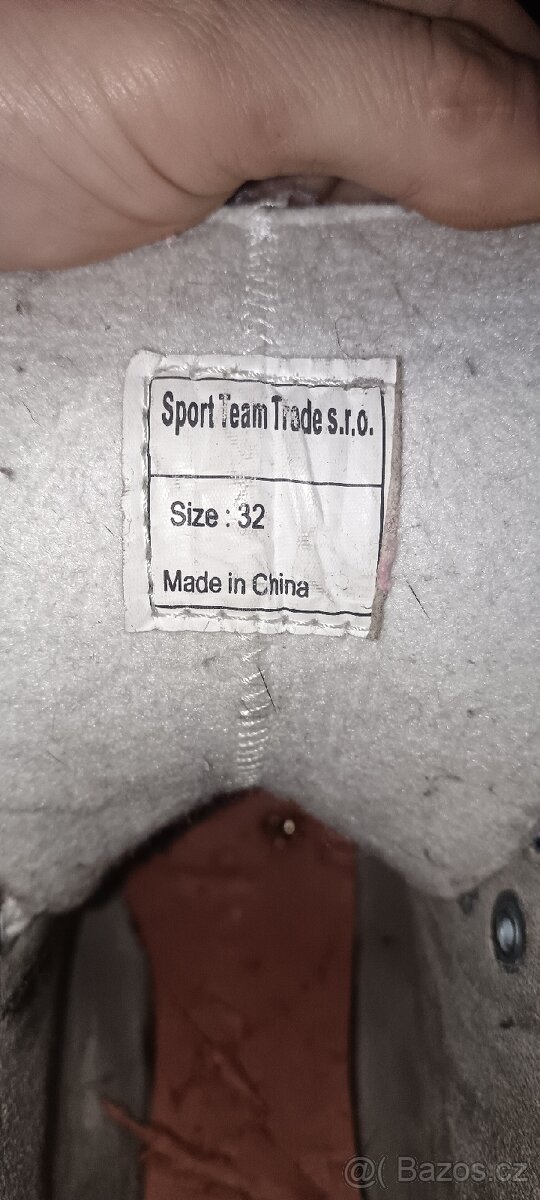 Sport Team Trade s.r.o.
Size : 32
Made in China
@( Bazos.cz